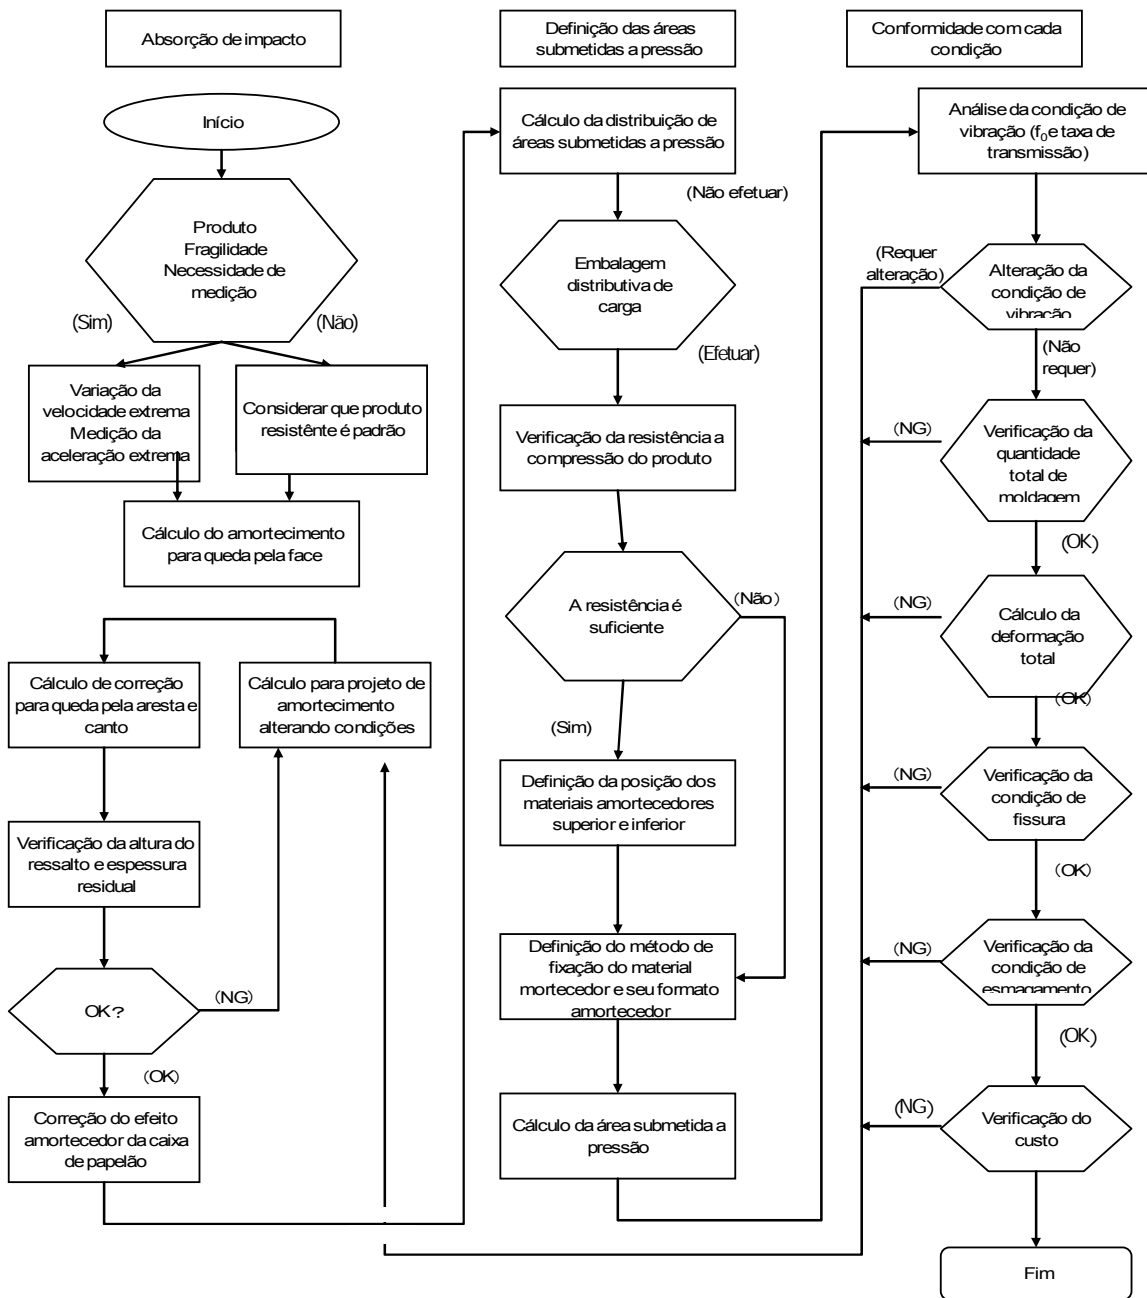 Absorção de impacto
Início
Produto
Fragilidade
Necessidade de
medição
(Sim)
(Não)
Variação da
velocidade extrema
Medição da
aceleração extrema
Considerar que produto
resistênte é padrão
Cálculo do amortecimento
para queda pela face
Cálculo de correção
para queda pela aresta e
canto
Cálculo para projeto de
amortecimento
alterando condições
Verificação da altura do
ressalto e espessura
residual
OK?
(NG)
(OK)
Correção do efeito
amortecedor da caixa
de papelão
Definição das áreas
submetidas a pressão
Cálculo da distribuição de
áreas submetidas a pressão
(Não efetuar)
Embalagem
distributiva de
carga
(Efetuar)
Verificação da resistência a
compressão do produto
A resistência é
suficiente
(Não)
(Sim)
Definição da posição dos
materiais amortecedores
superior e inferior
Definição do método de
fixação do material
mortecedor e seu formato
amortecedor
Cálculo da área submetida a
pressão
Conformidade com cada
condição
Análise da condição de
vibração (f₀e taxa de
transmissão)
(Requer
alteração)
Alteração da
condição de
vibração
(Não
requer)
(NG)
Verificação da
quantidade
total de
moldagem
(OK)
(NG)
Cálculo da
deformação
total
(OK)
(NG)
Verificação da
condição de
fissura
(OK)
(NG)
Verificação da
condição de
esmagamento
(OK)
(NG)
Verificação do
custo
Fim